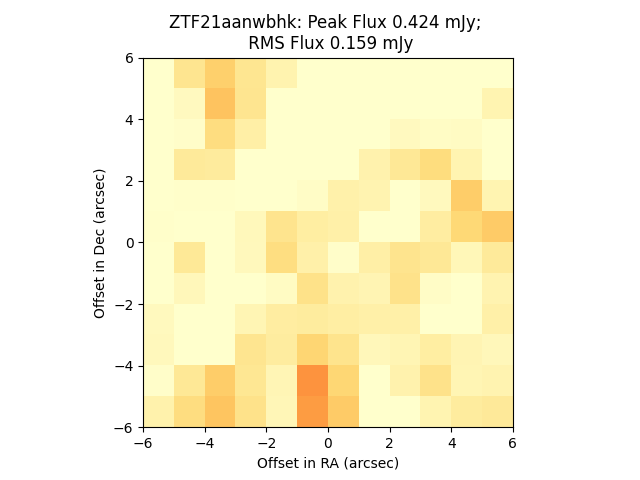 ZTF21aanwbhk: Peak Flux 0.424 mJy;
RMS Flux 0.159 mJy
6
4
2
0
−2
−4
−6
Offset in Dec (arcsec)
−6 −4 −2 0 2 4 6
Offset in RA (arcsec)